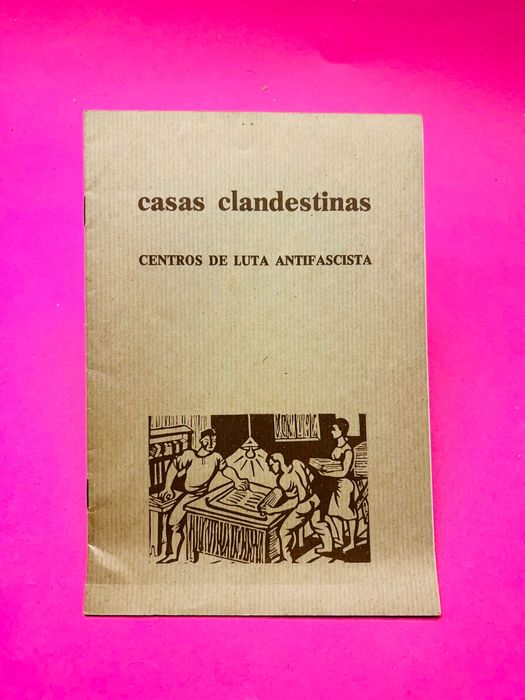 casas clandestinas
CENTROS DE LUTA ANTIFASCISTA